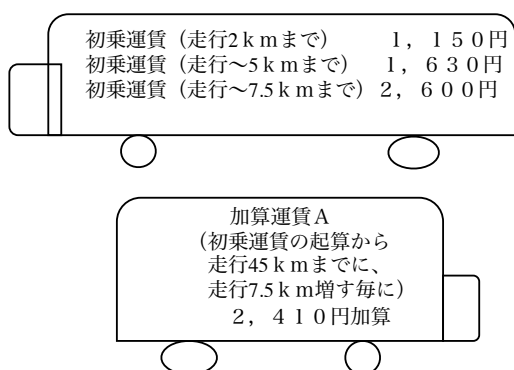 初乗運賃（走行2ｋｍまで）　　１，１５０円
初乗運賃（走行～5ｋｍまで）　１，６３０円
初乗運賃（走行～7.5ｋｍまで）２，６００円
加算運賃Ａ
（初乗運賃の起算から
走行45ｋｍまでに、
走行7.5ｋｍ増す毎に）
２，４１０円加算